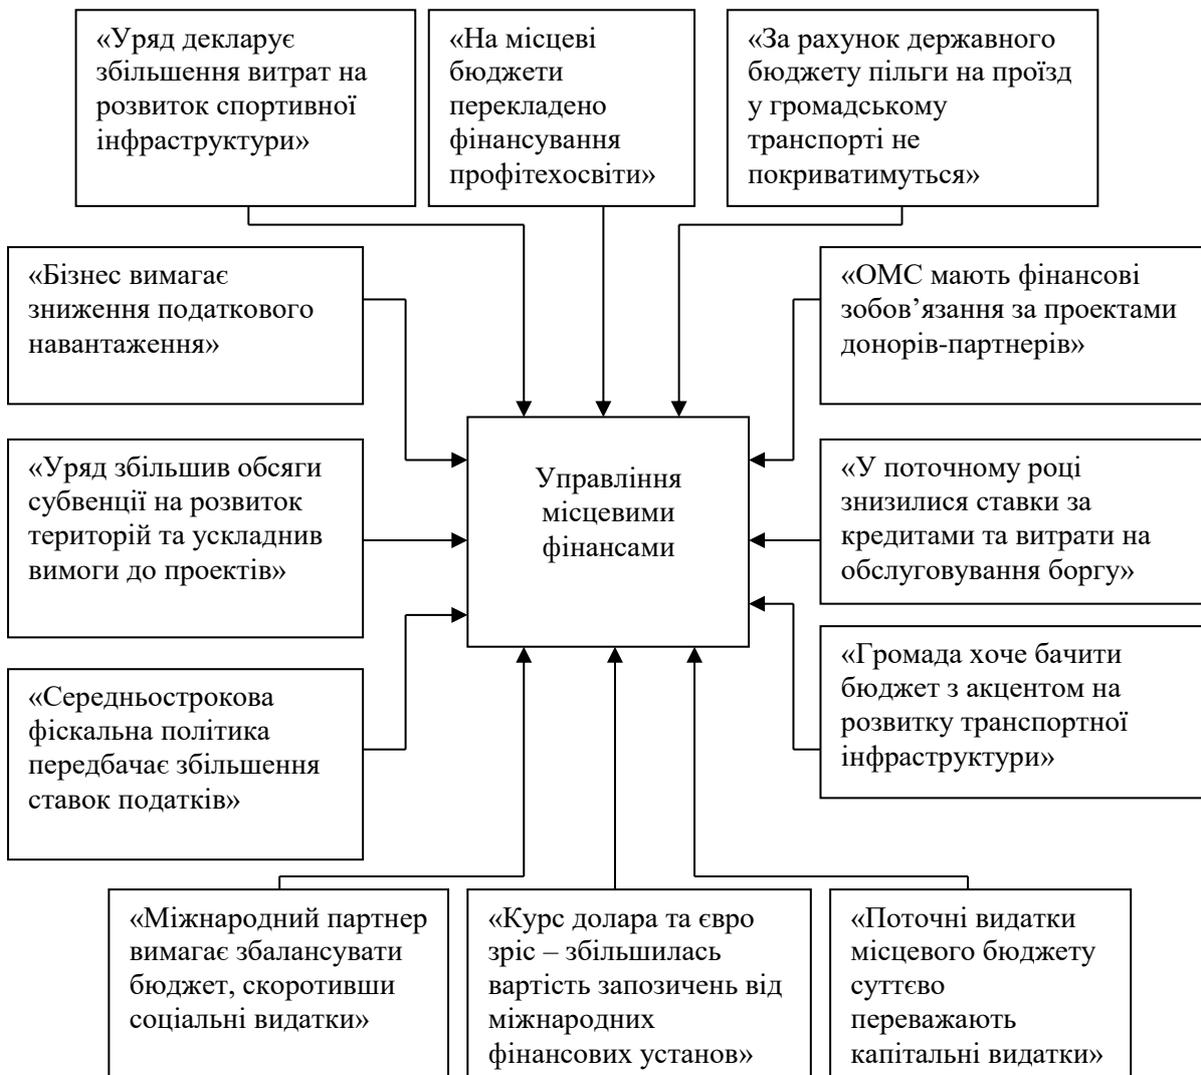 «Уряд декларує
збільшення витрат на
розвиток спортивної
інфраструктури»
«На місцеві
бюджети
перекладено
фінансування
профітехосвіти»
«За рахунок державного
бюджету пільги на проїзд
у громадському
транспорті не
покриватимуться»
«Бізнес вимагає
зниження податкового
навантаження»
«ОМС мають фінансові
зобов’язання за проектами
донорів-партнерів»
Управління
місцевими
фінансами
«Уряд збільшив обсяги
субвенції на розвиток
територій та ускладнив
вимоги до проектів»
«У поточному році
знизилися ставки за
кредитами та витрати на
обслуговування боргу»
«Середньострокова
фіскальна політика
передбачає збільшення
ставок податків»
«Громада хоче бачити
бюджет з акцентом на
розвитку транспортної
інфраструктури»
«Міжнародний партнер
вимагає збалансувати
бюджет, скоротивши
соціальні видатки»
«Курс долара та євро
зріс – збільшилась
вартість запозичень від
міжнародних
фінансових установ»
«Поточні видатки
місцевого бюджету
суттєво
переважають
капітальні видатки»